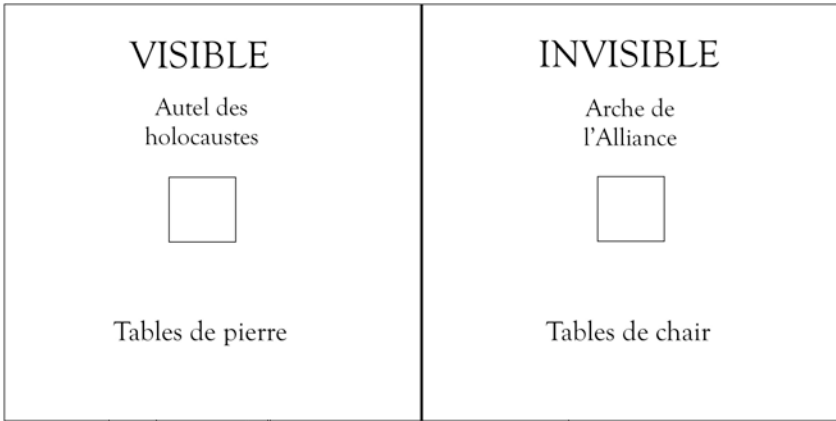 VISIBLE
Autel des
holocaustes
Tables de pierre
INVISIBLE
Arche de
l'Alliance
Tables de chair